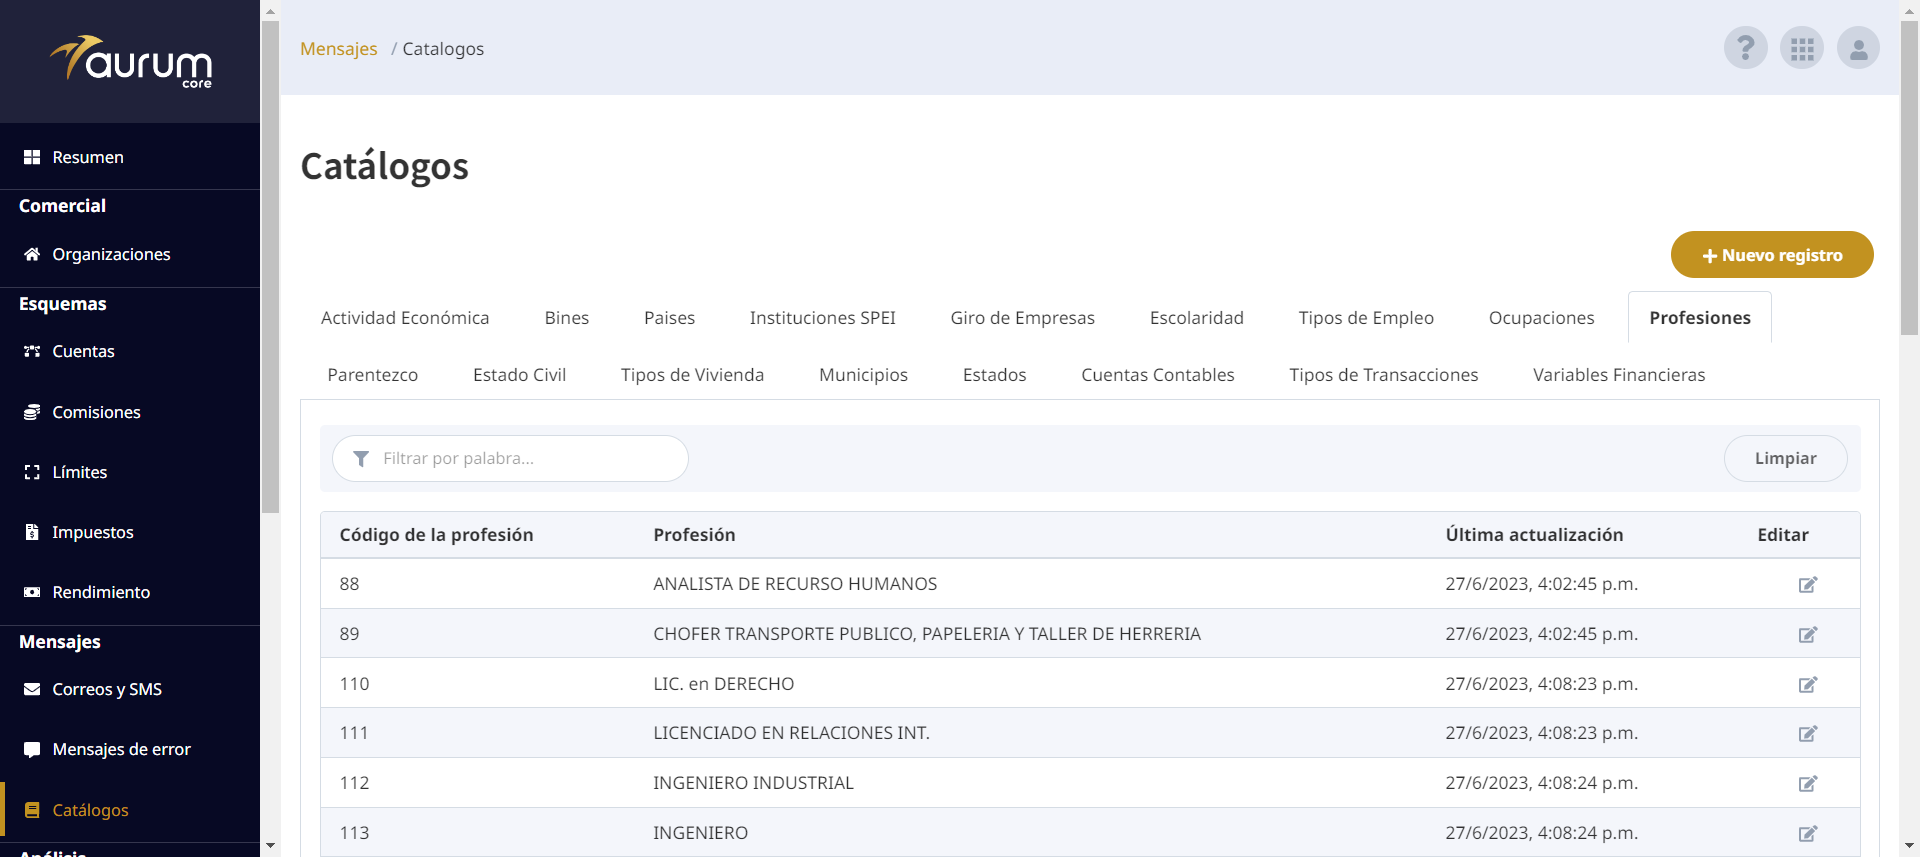 aurum
core
Resumen
Comercial
Organizaciones
Esquemas
Cuentas
Comisiones
Límites
Impuestos
Rendimiento
Mensajes
Correos y SMS
Mensajes de error
Catálogos
Mensajes / Catalogos
?
Catálogos
+ Nuevo registro
Actividad Económica Bines Paises Instituciones SPEI Giro de Empresas Escolaridad Tipos de Empleo Ocupaciones Profesiones
Parentezco Estado Civil Tipos de Vivienda Municipios Estados Cuentas Contables Tipos de Transacciones Variables Financieras
Filtrar por palabra... Limpiar
Código de la profesión Profesión Última actualización Editar
88 ANALISTA DE RECURSO HUMANOS 27/6/2023, 4:02:45 p.m.
89 CHOFER TRANSPORTE PUBLICO, PAPELERIA Y TALLER DE HERRERIA 27/6/2023, 4:02:45 p.m.
110 LIC. en DERECHO 27/6/2023, 4:08:23 p.m.
111 LICENCIADO EN RELACIONES INT. 27/6/2023, 4:08:23 p.m.
112 INGENIERO INDUSTRIAL 27/6/2023, 4:08:24 p.m.
113 INGENIERO 27/6/2023, 4:08:24 p.m.